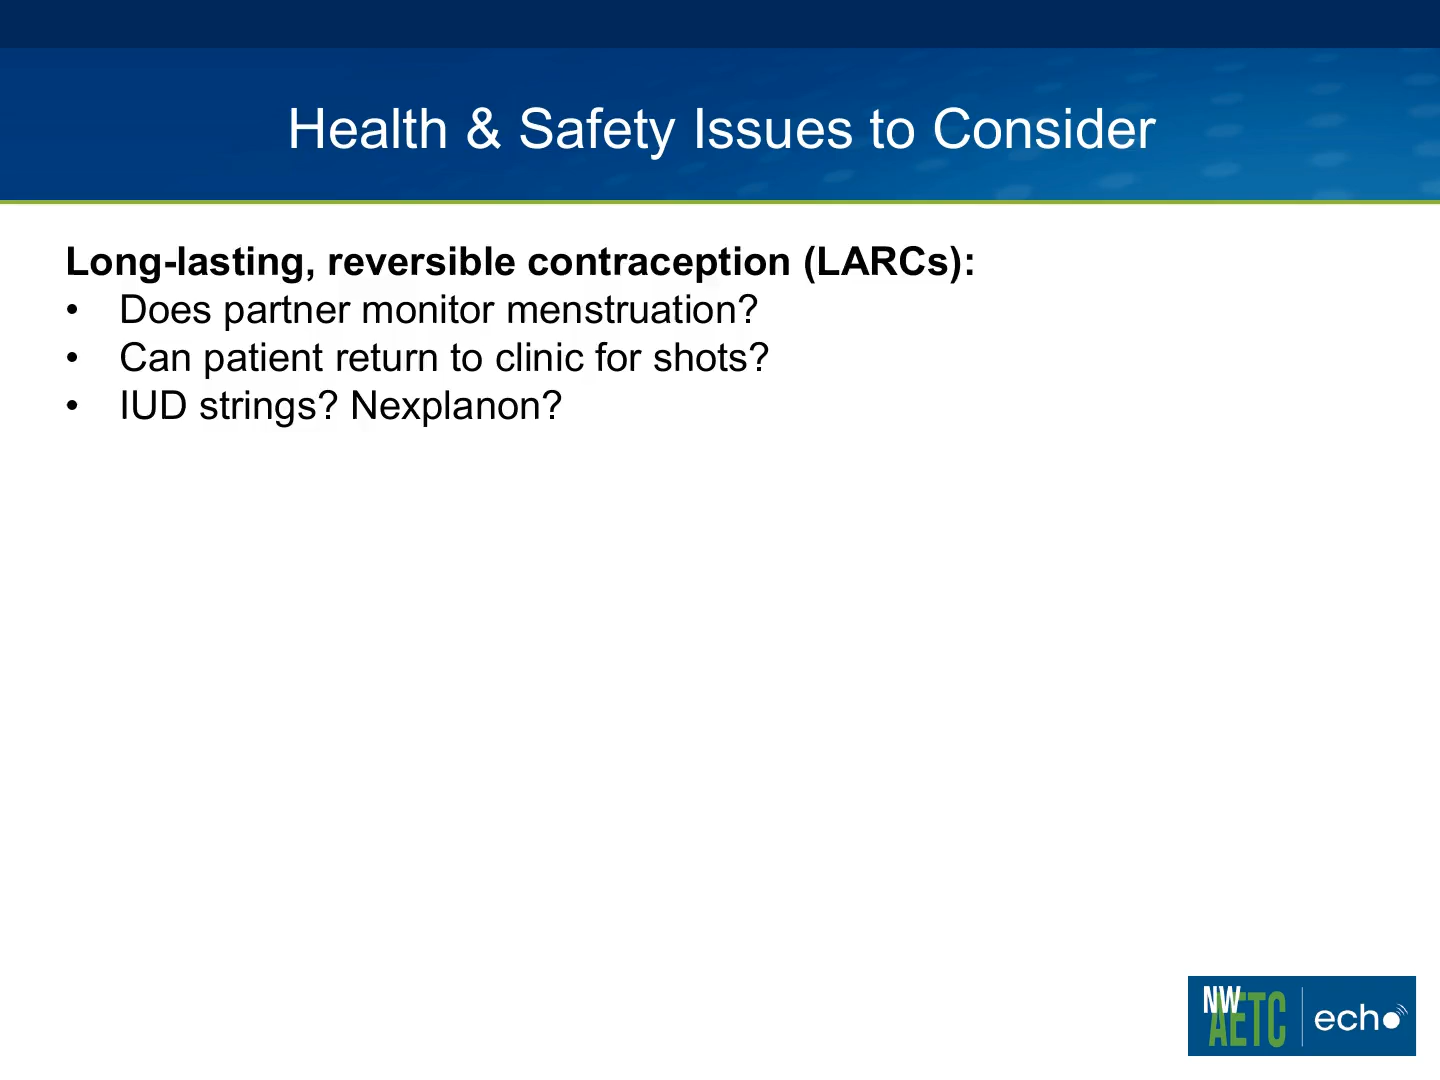 Health & Safety Issues to Consider
Long-lasting, reversible contraception (LARCs):
• Does partner monitor menstruation?
• Can patient return to clinic for shots?
• IUD strings? Nexplanon?
NW
AETC
echo